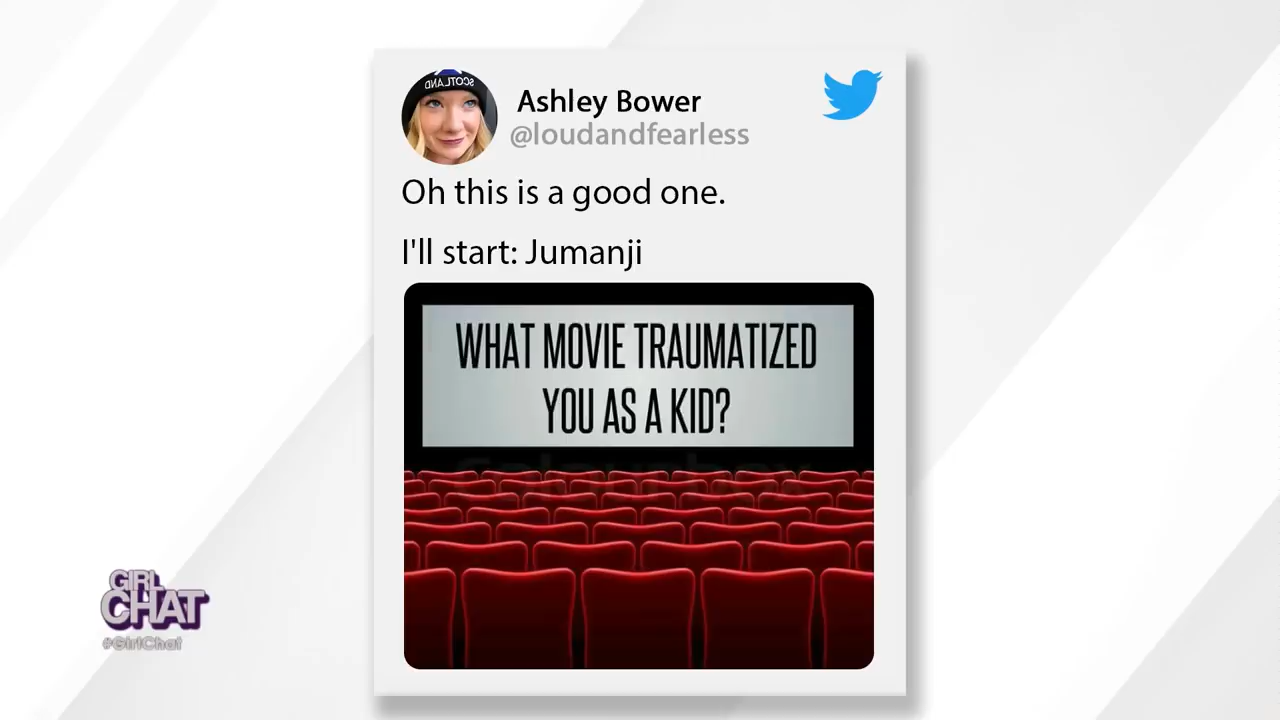 SCOTLAND
Ashley Bower
@loudandfearless
Oh this is a good one.
I'll start: Jumanji
WHAT MOVIE TRAUMATIZED
YOU AS A KID?
GIRL
CHAT
#GirlChat